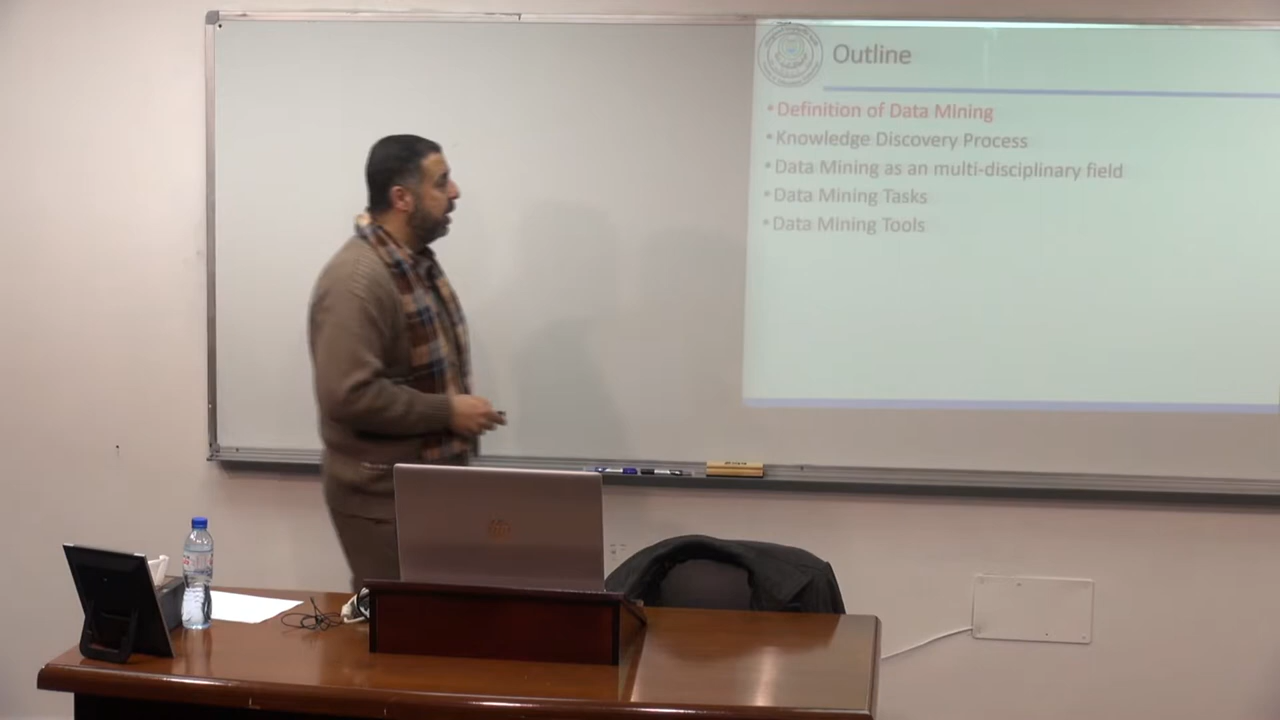 Outline
• Definition of Data Mining
• Knowledge Discovery Process
• Data Mining as an multi-disciplinary field
• Data Mining Tasks
• Data Mining Tools